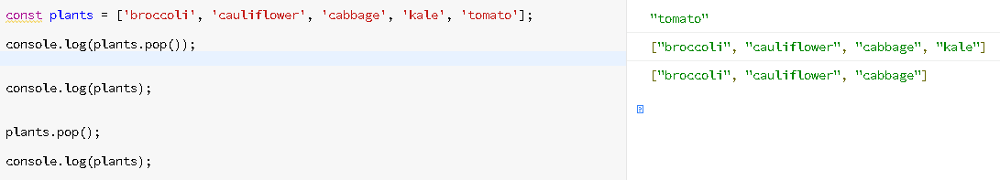 const plants = ['broccoli', 'cauliflower', 'cabbage', 'kale', 'tomato'];
console.log(plants.pop());
console.log(plants);
plants.pop();
console.log(plants);
"tomato"
["broccoli", "cauliflower", "cabbage", "kale"]
["broccoli", "cauliflower", "cabbage"]